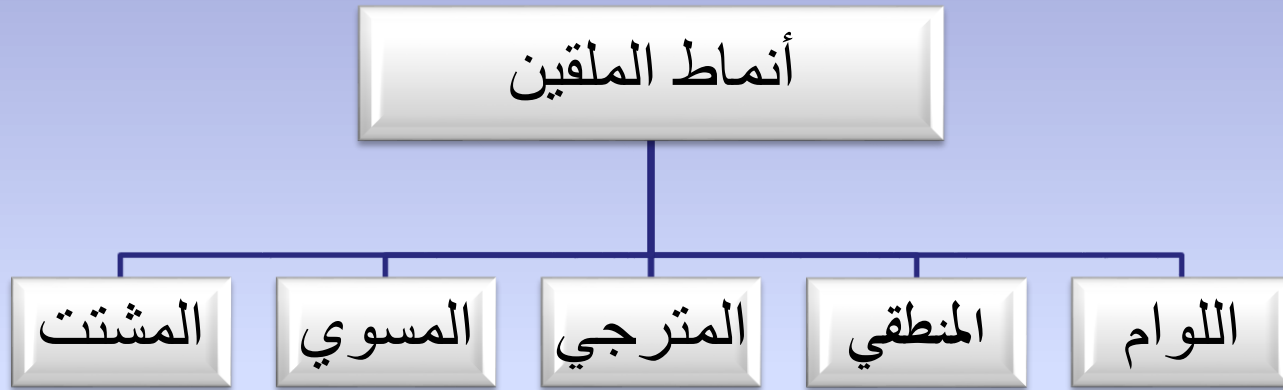 أنماط الملقين
اللوام
المنطقي
المترجي
المسوي
المشتت